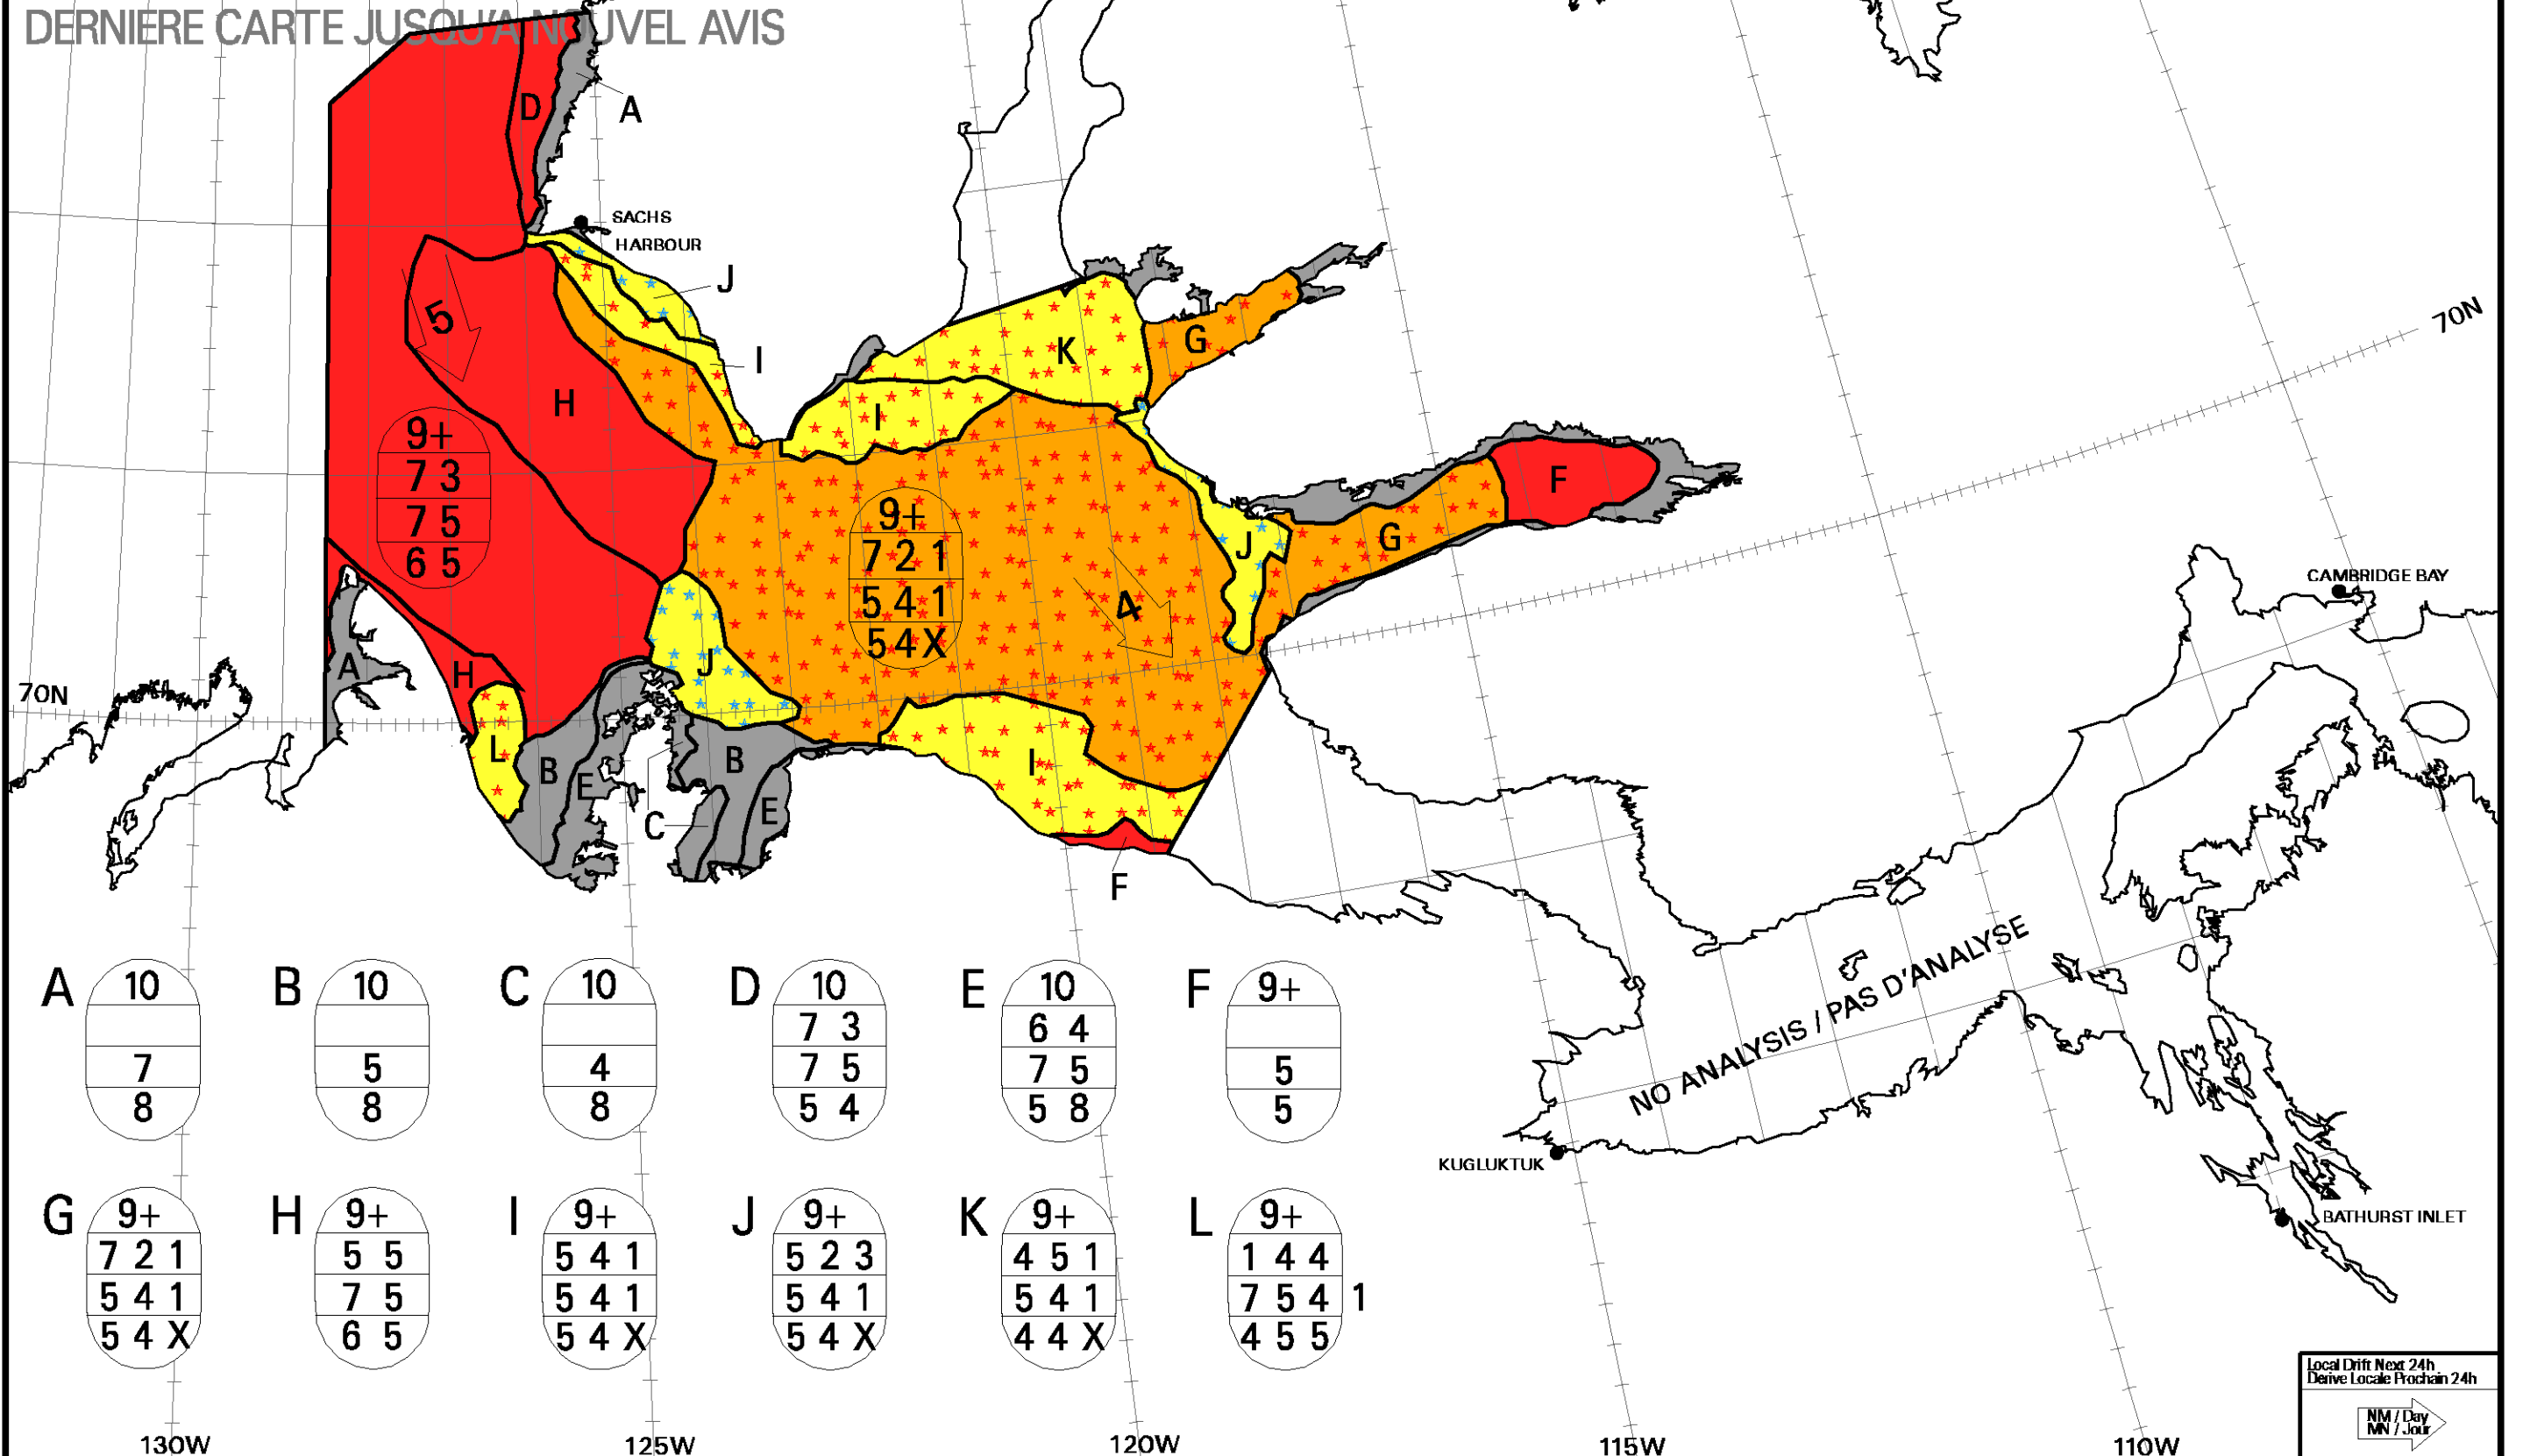 DERNIERE CARTE JUSQU'A NOUVEL AVIS
D
A
SACHS
HARBOUR
J
I
5
H
K
G
70N
9+
7 3
7 5
6 5
I
F
9+
7 2 1
5 4 1
5 4 X
G
J
CAMBRIDGE BAY
4
A
H
J
70N
L
B
E
C
B
E
I
F
NO ANALYSIS / PAS D'ANALYSE
KUGLUKTUK
BATHURST INLET
A
10
7
8
B
10
5
8
C
10
4
8
D
10
7 3
7 5
5 4
E
10
6 4
7 5
5 8
F
9+
5
5
G
9+
7 2 1
5 4 1
5 4 X
H
9+
5 5
7 5
6 5
I
9+
5 4 1
5 4 1
5 4 X
J
9+
5 2 3
5 4 1
5 4 X
K
9+
4 5 1
5 4 1
4 4 X
L
9+
1 4 4
7 5 4 1
4 5 5
Local Drift Next 24h
Derive Locale Prochain 24h
NM / Day
MN / Jour
130W
125W
120W
115W
110W